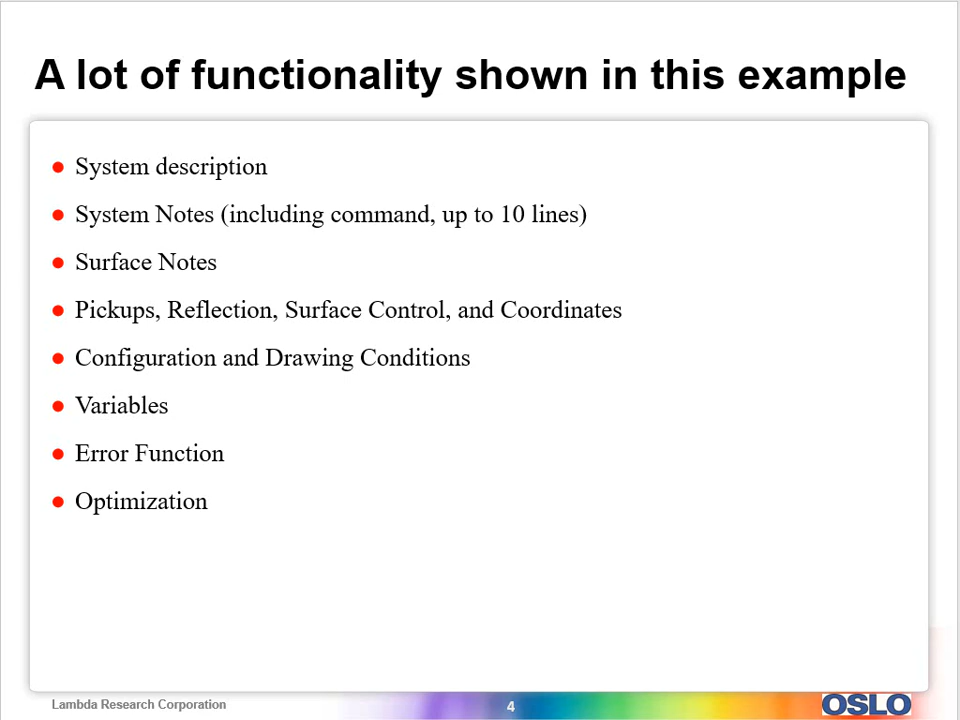 A lot of functionality shown in this example
System description
System Notes (including command, up to 10 lines)
Surface Notes
Pickups, Reflection, Surface Control, and Coordinates
Configuration and Drawing Conditions
Variables
Error Function
Optimization
Lambda Research Corporation
4
OSLO